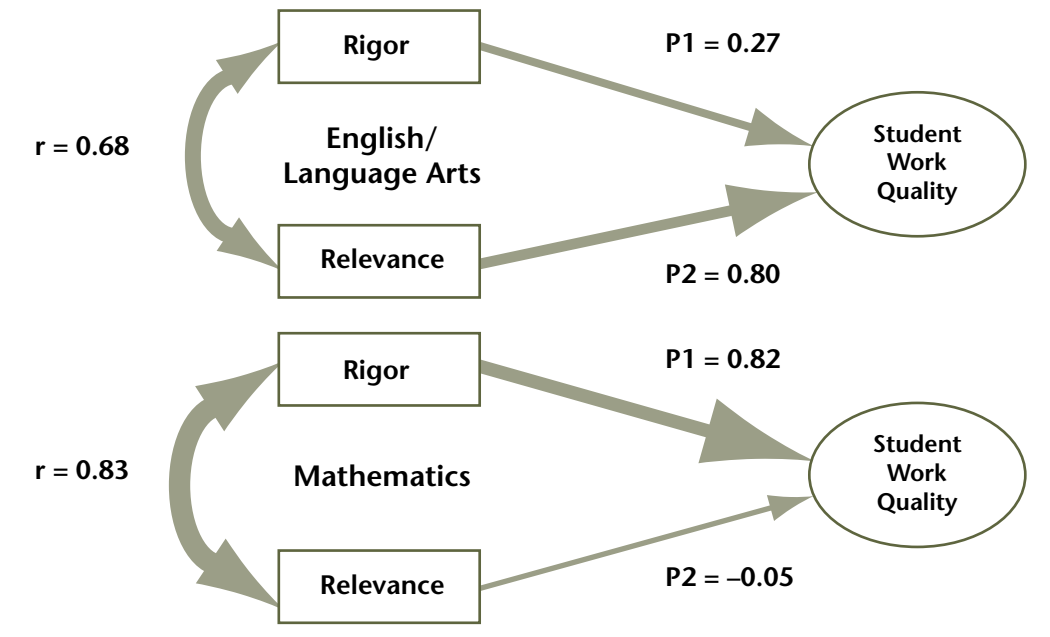 Rigor
P1 = 0.27
r = 0.68
English/
Language Arts
Student
Work
Quality
Relevance
P2 = 0.80
Rigor
P1 = 0.82
r = 0.83
Mathematics
Student
Work
Quality
Relevance
P2 = –0.05